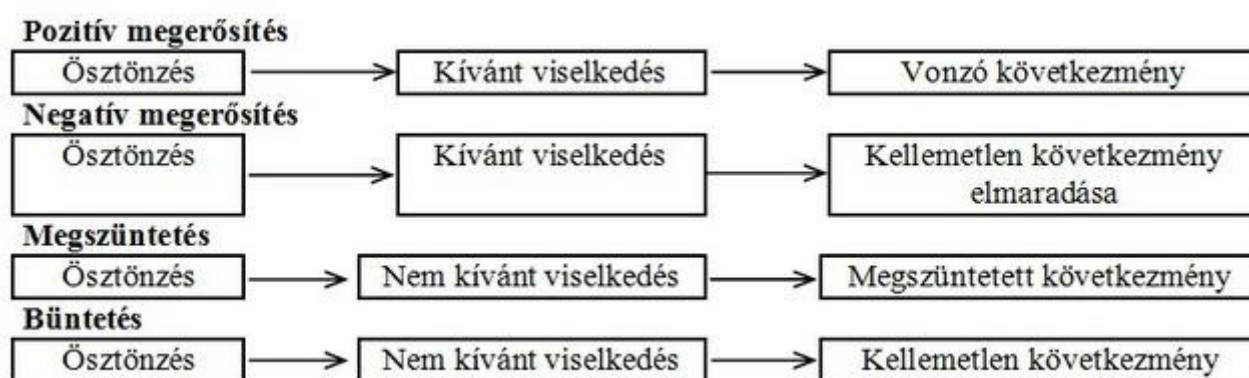 Pozitív megerősítés
Ösztönzés Kívánt viselkedés Vonzó következmény
Negatív megerősítés
Ösztönzés Kívánt viselkedés Kellemetlen következmény
elmaradása
Megszüntetés
Ösztönzés Nem kívánt viselkedés Megszüntetett következmény
Büntetés
Ösztönzés Nem kívánt viselkedés Kellemetlen következmény